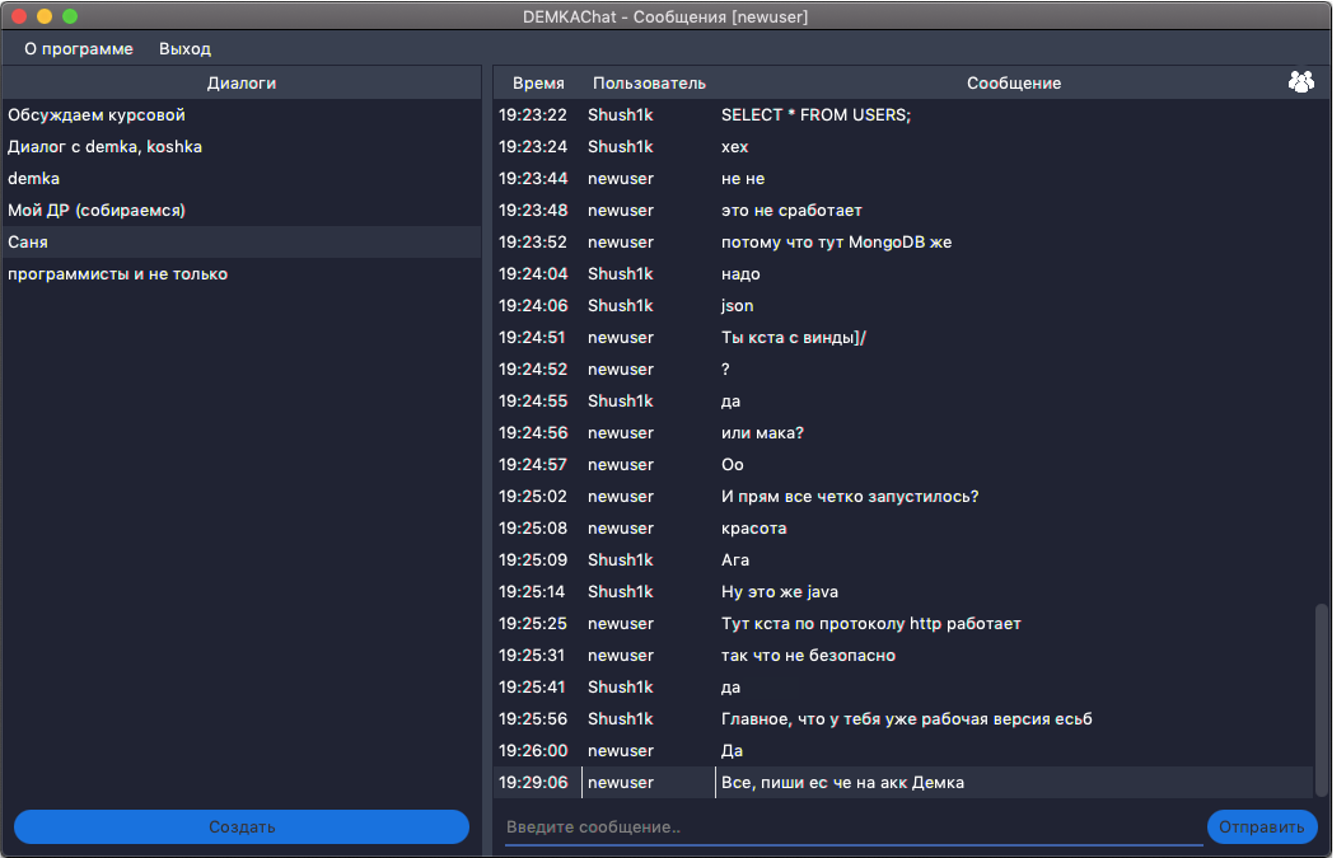 DEMKAChat - Сообщения [newuser]
О программе Выход
Диалоги
Обсуждаем курсовой
Диалог с demka, koshka
demka
Мой ДР (собираемся)
Саня
программисты и не только
Создать
Время Пользователь Сообщение
19:23:22 Shush1k SELECT * FROM USERS;
19:23:24 Shush1k хех
19:23:44 newuser не не
19:23:48 newuser это не сработает
19:23:52 newuser потому что тут MongoDB же
19:24:04 Shush1k надо
19:24:06 Shush1k json
19:24:51 newuser Ты кста с винды]/
19:24:52 newuser ?
19:24:55 Shush1k да
19:24:56 newuser или мака?
19:24:57 newuser Оо
19:25:02 newuser И прям все четко запустилось?
19:25:08 newuser красота
19:25:09 Shush1k Ага
19:25:14 Shush1k Ну это же java
19:25:25 newuser Тут кста по протоколу http работает
19:25:31 newuser так что не безопасно
19:25:41 Shush1k да
19:25:56 Shush1k Главное, что у тебя уже рабочая версия есьб
19:26:00 newuser Да
19:29:06 newuser Все, пиши ес че на акк Демка
Введите сообщение.. Отправить